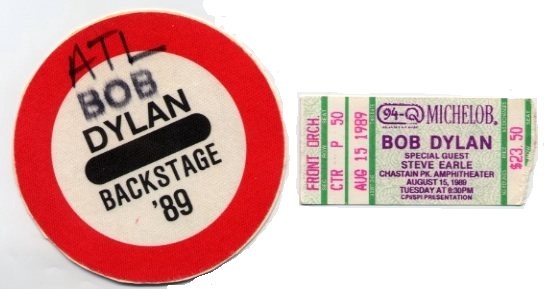 ATL
BOB
DYLAN
BACKSTAGE
'89
FRONT ORCH.
CTR P 50
AUG 15 1989
94-Q MICHELOB.
BOB DYLAN
SPECIAL GUEST
STEVE EARLE
CHASTAIN PK. AMPHITHEATER
AUGUST 15, 1989
TUESDAY AT 8:30PM
CP/SPI PRESENTATION
$23.50